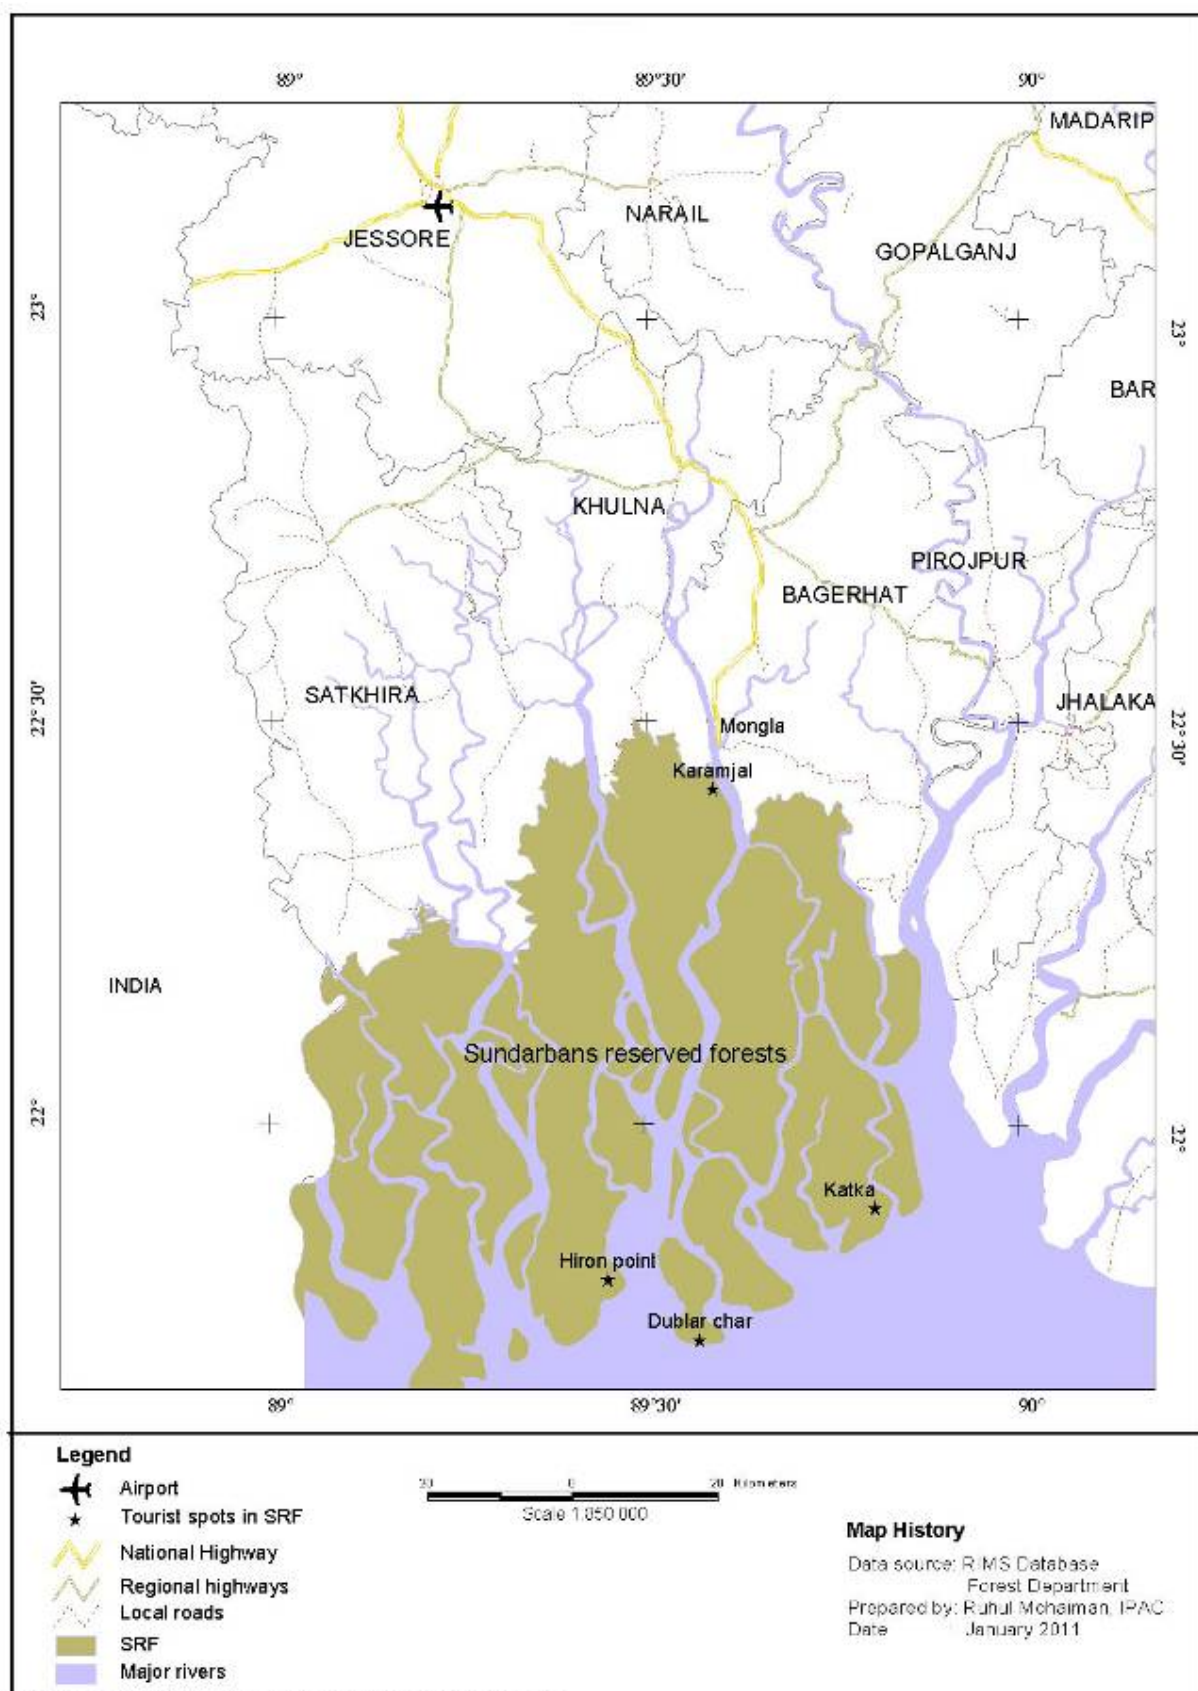 89° 89°30' 90°
MADARIP
NARAIL
JESSORE
GOPALGANJ
23° 23°
BAR
KHULNA
PIROJPUR
BAGERHAT
SATKHIRA
JHALAKA
22°30' 22°30'
Mongla
Karamjal
INDIA
Sundarbans reserved forests
22° 22°
Katka
Hiron point
Dublar char
89° 89°30' 90°
Legend
Airport
Tourist spots in SRF
National Highway
Regional highways
Local roads
SRF
Major rivers
0 20 Kilometers
Scale 1:850 000
Map History
Data source: RIMS Database
Forest Department
Prepared by: Ruhul Mohaiman, IPAC
Date January 2011